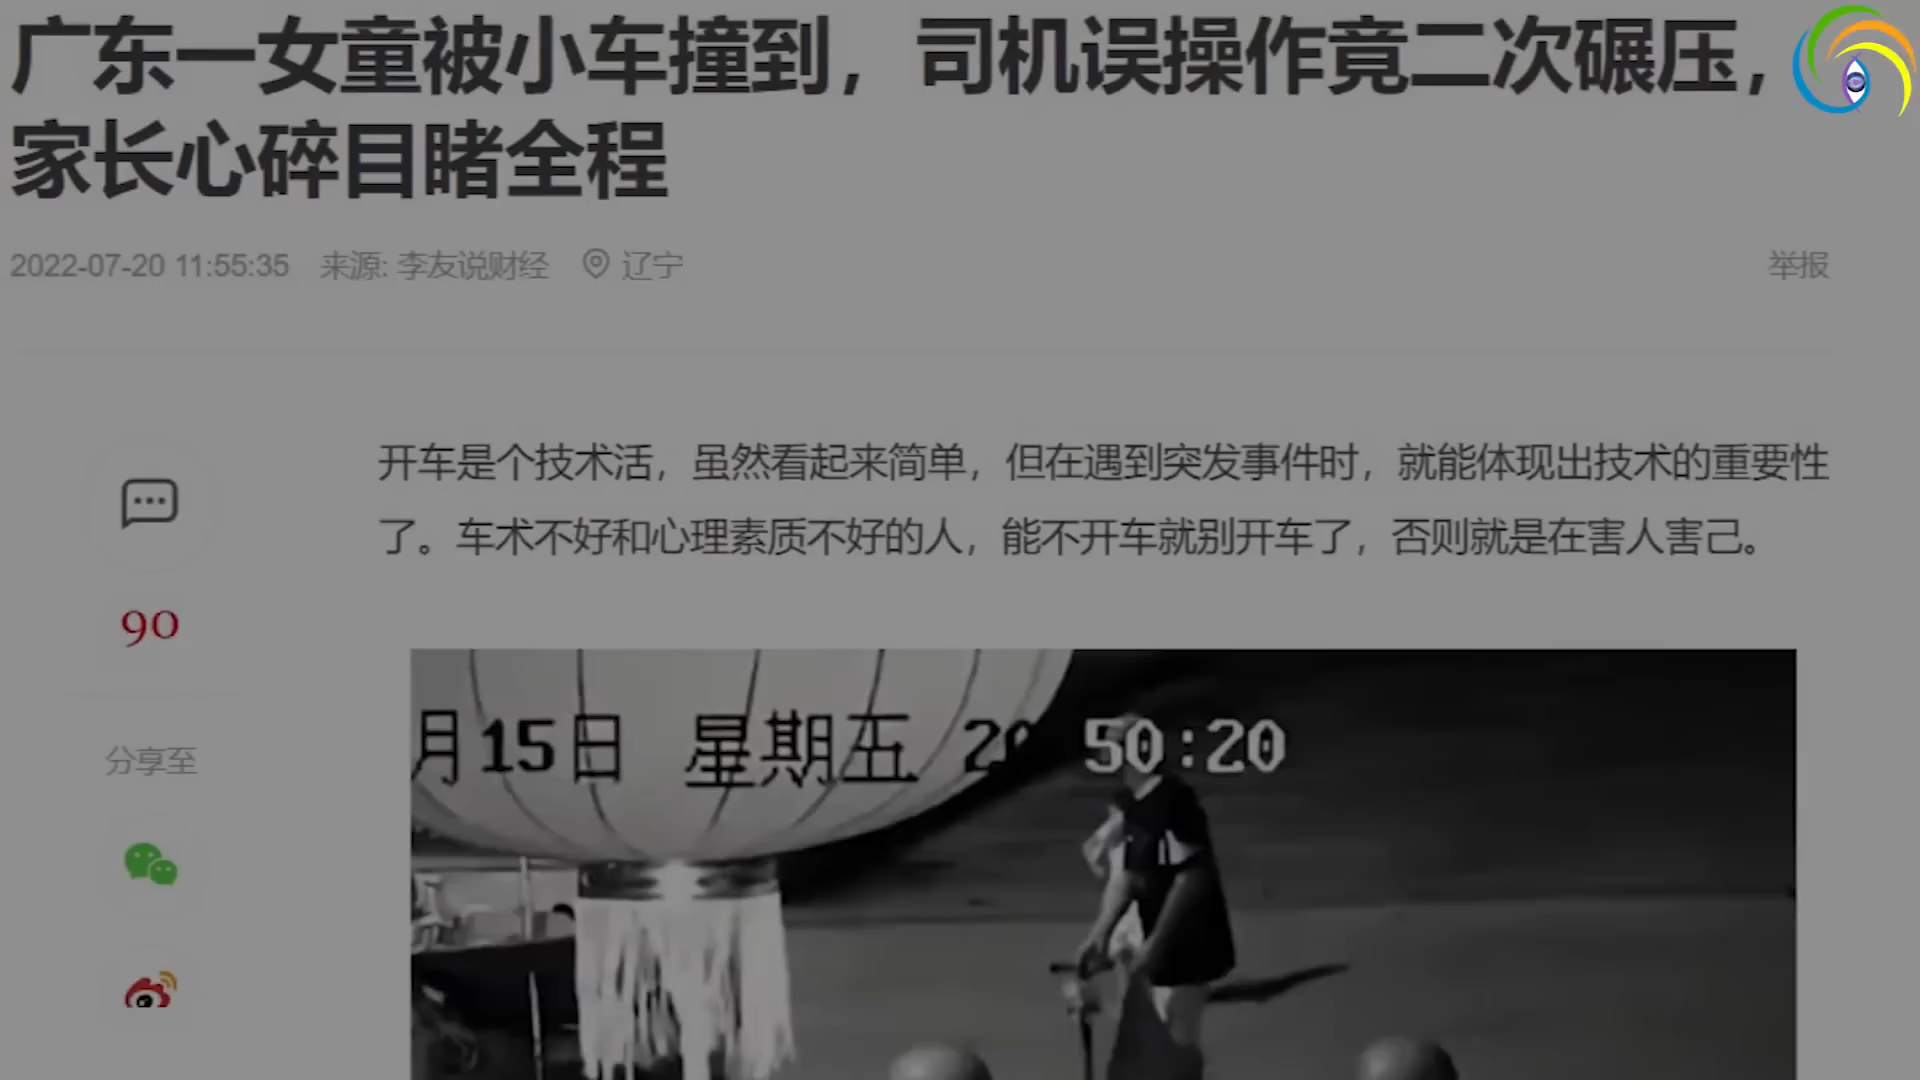 广东一女童被小车撞到，司机误操作竟二次碾压，
家长心碎目睹全程
2022-07-20 11:55:35 来源: 李友说财经 辽宁
举报
开车是个技术活，虽然看起来简单，但在遇到突发事件时，就能体现出技术的重要性
了。车术不好和心理素质不好的人，能不开车就别开车了，否则就是在害人害己。
90
分享至
月15日 星期五 20 50:20